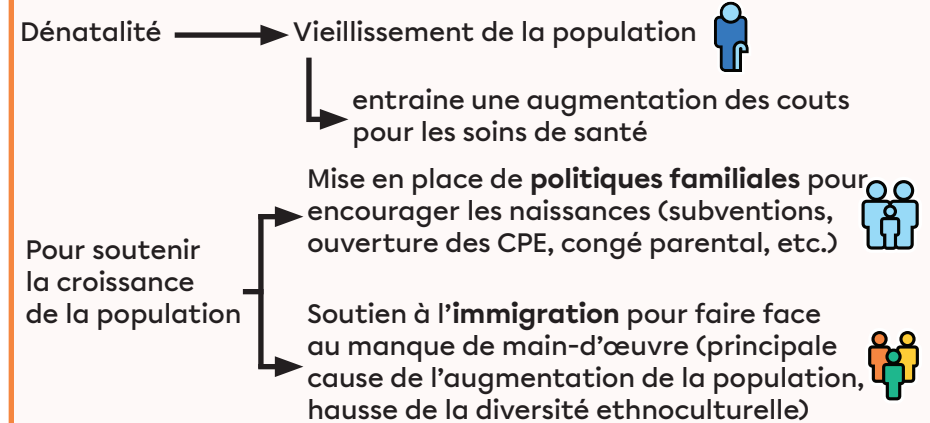 Dénatalité
Vieillissement de la population
entraine une augmentation des couts
pour les soins de santé
Pour soutenir
la croissance
de la population
Mise en place de politiques familiales pour
encourager les naissances (subventions,
ouverture des CPE, congé parental, etc.)
Soutien à l'immigration pour faire face
au manque de main-d'œuvre (principale
cause de l'augmentation de la population,
hausse de la diversité ethnoculturelle)